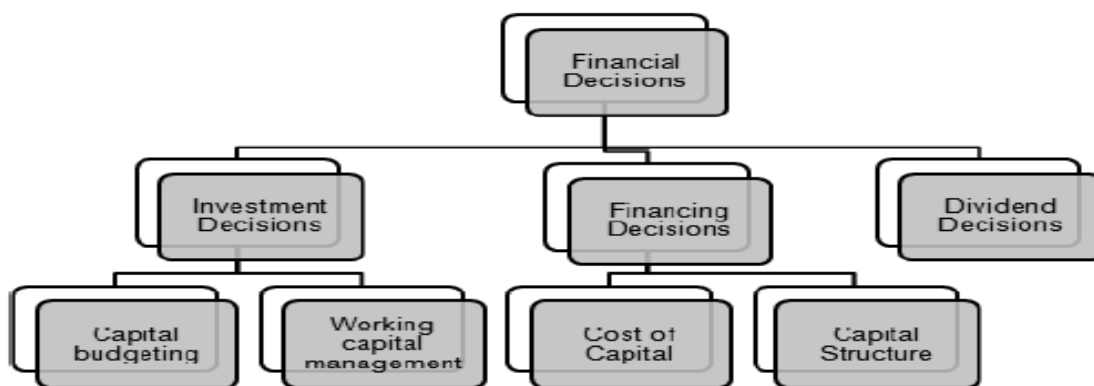 Financial
Decisions
Investment
Decisions
Financing
Decisions
Dividend
Decisions
Capital
budgeting
Working
capital
management
Cost of
Capital
Capital
Structure